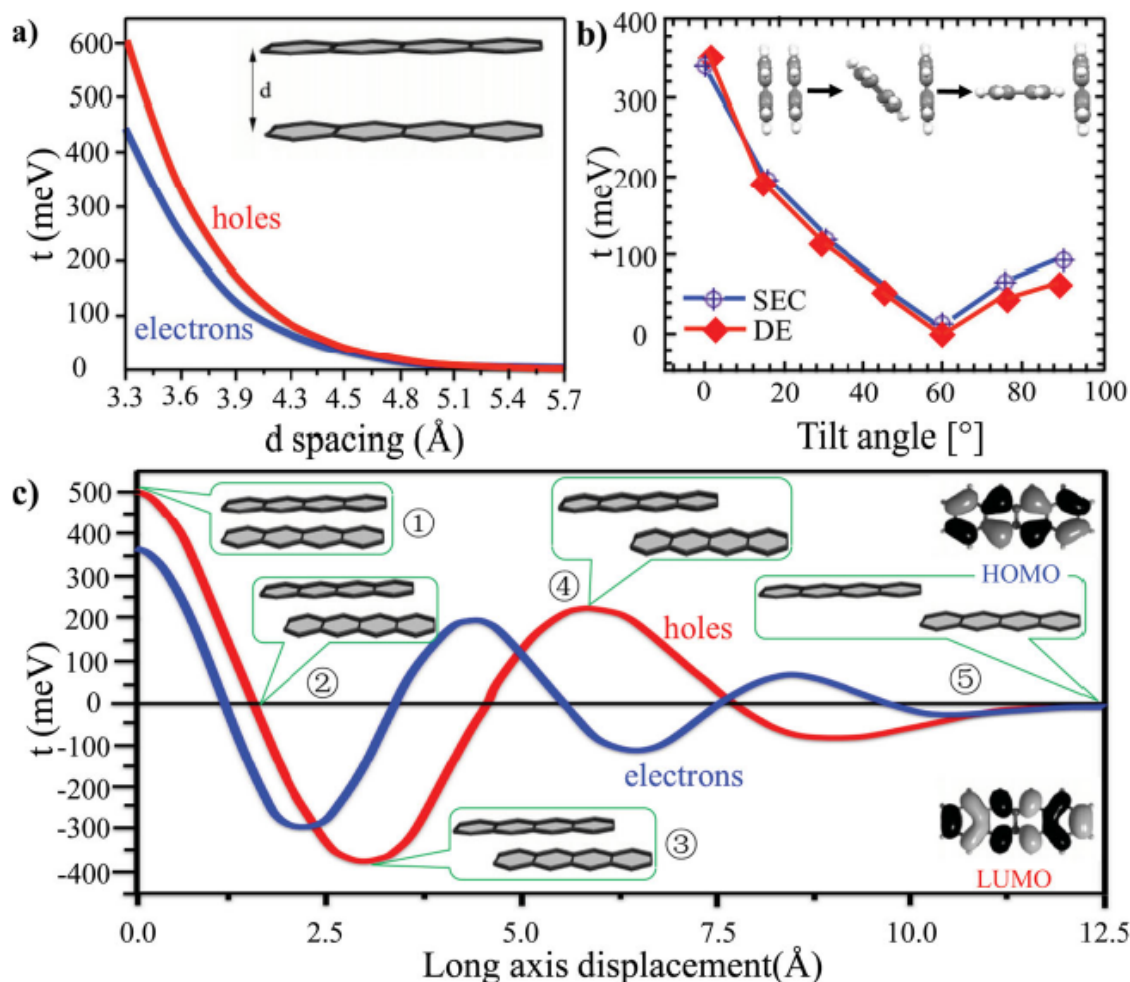 a)
t (meV)
600
500
400
300
200
100
0
d
holes
electrons
3.3 3.6 3.9 4.3 4.5 4.8 5.1 5.4 5.7
d spacing (Å)
b)
t (meV)
400
300
200
100
0
SEC
DE
0 20 40 60 80 100
Tilt angle [°]
c)
t (meV)
500
400
300
200
100
0
-100
-200
-300
-400
①
②
③
④
⑤
holes
electrons
HOMO
LUMO
0.0 2.5 5.0 7.5 10.0 12.5
Long axis displacement(Å)